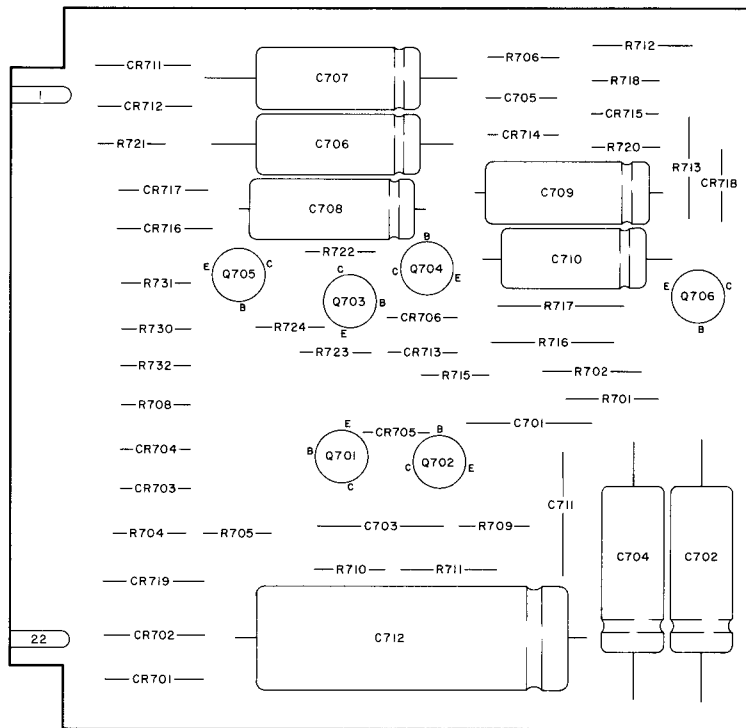 R712
CR711
R706
C707
R718
1
C705
CR712
CR715
CR714
R721
C706
R720
R713
CR718
CR717
C709
C708
CR716
B
R722
C
E
Q705
B
C
Q704
E
C
Q703
B
E
C710
E
C
Q706
B
R731
R717
CR706
R724
R730
R716
R723
CR713
R732
R715
R702
R708
R701
C701
E
CR705
B
B
Q701
C
C
Q702
E
CR704
CR703
C711
R704
R705
C703
R709
C704
C702
R710
R711
CR719
22
CR702
C712
CR701